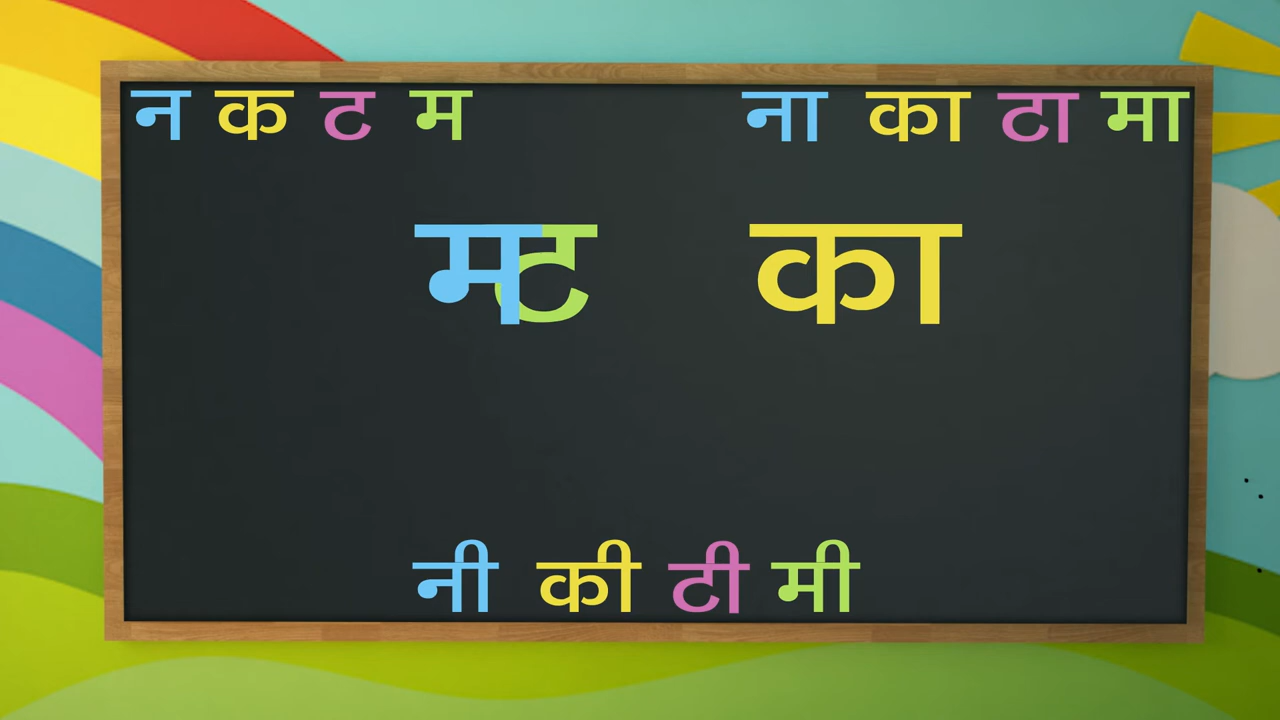 न क ट म ना का टा मा
मट का
नी की टी मी